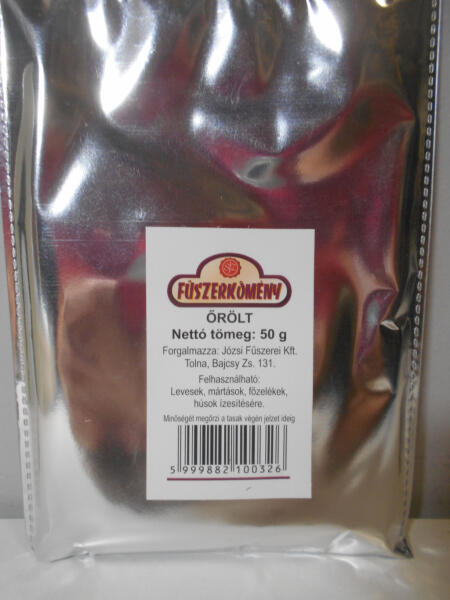 FŰSZERKÖMÉNY
ŐRÖLT
Nettó tömeg: 50 g
Forgalmazza: Józsi Fűszerei Kft.
Tolna, Bajcsy Zs. 131.
Felhasználható:
Levesek, mártások, főzelékek,
húsok ízesítésére.
Minőségét megőrzi a tasak végén jelzet ideig
5 999882 100326